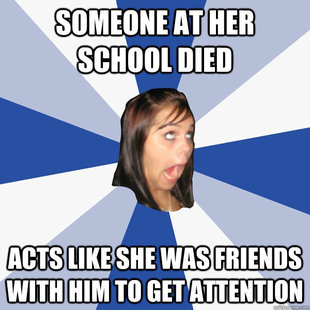 SOMEONE AT HER
SCHOOL DIED
ACTS LIKE SHE WAS FRIENDS
WITH HIM TO GET ATTENTION